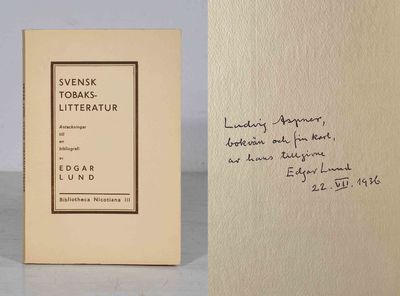 SVENSK
TOBAKS-
LITTERATUR
Anteckningar
till
en
bibliografi
av
EDGAR
LUND
Bibliotheca Nicotiana III
Ludvig Aspner,
bokvän och fin karl,
av hans tillgivne
Edgar Lund
22. VII. 1936